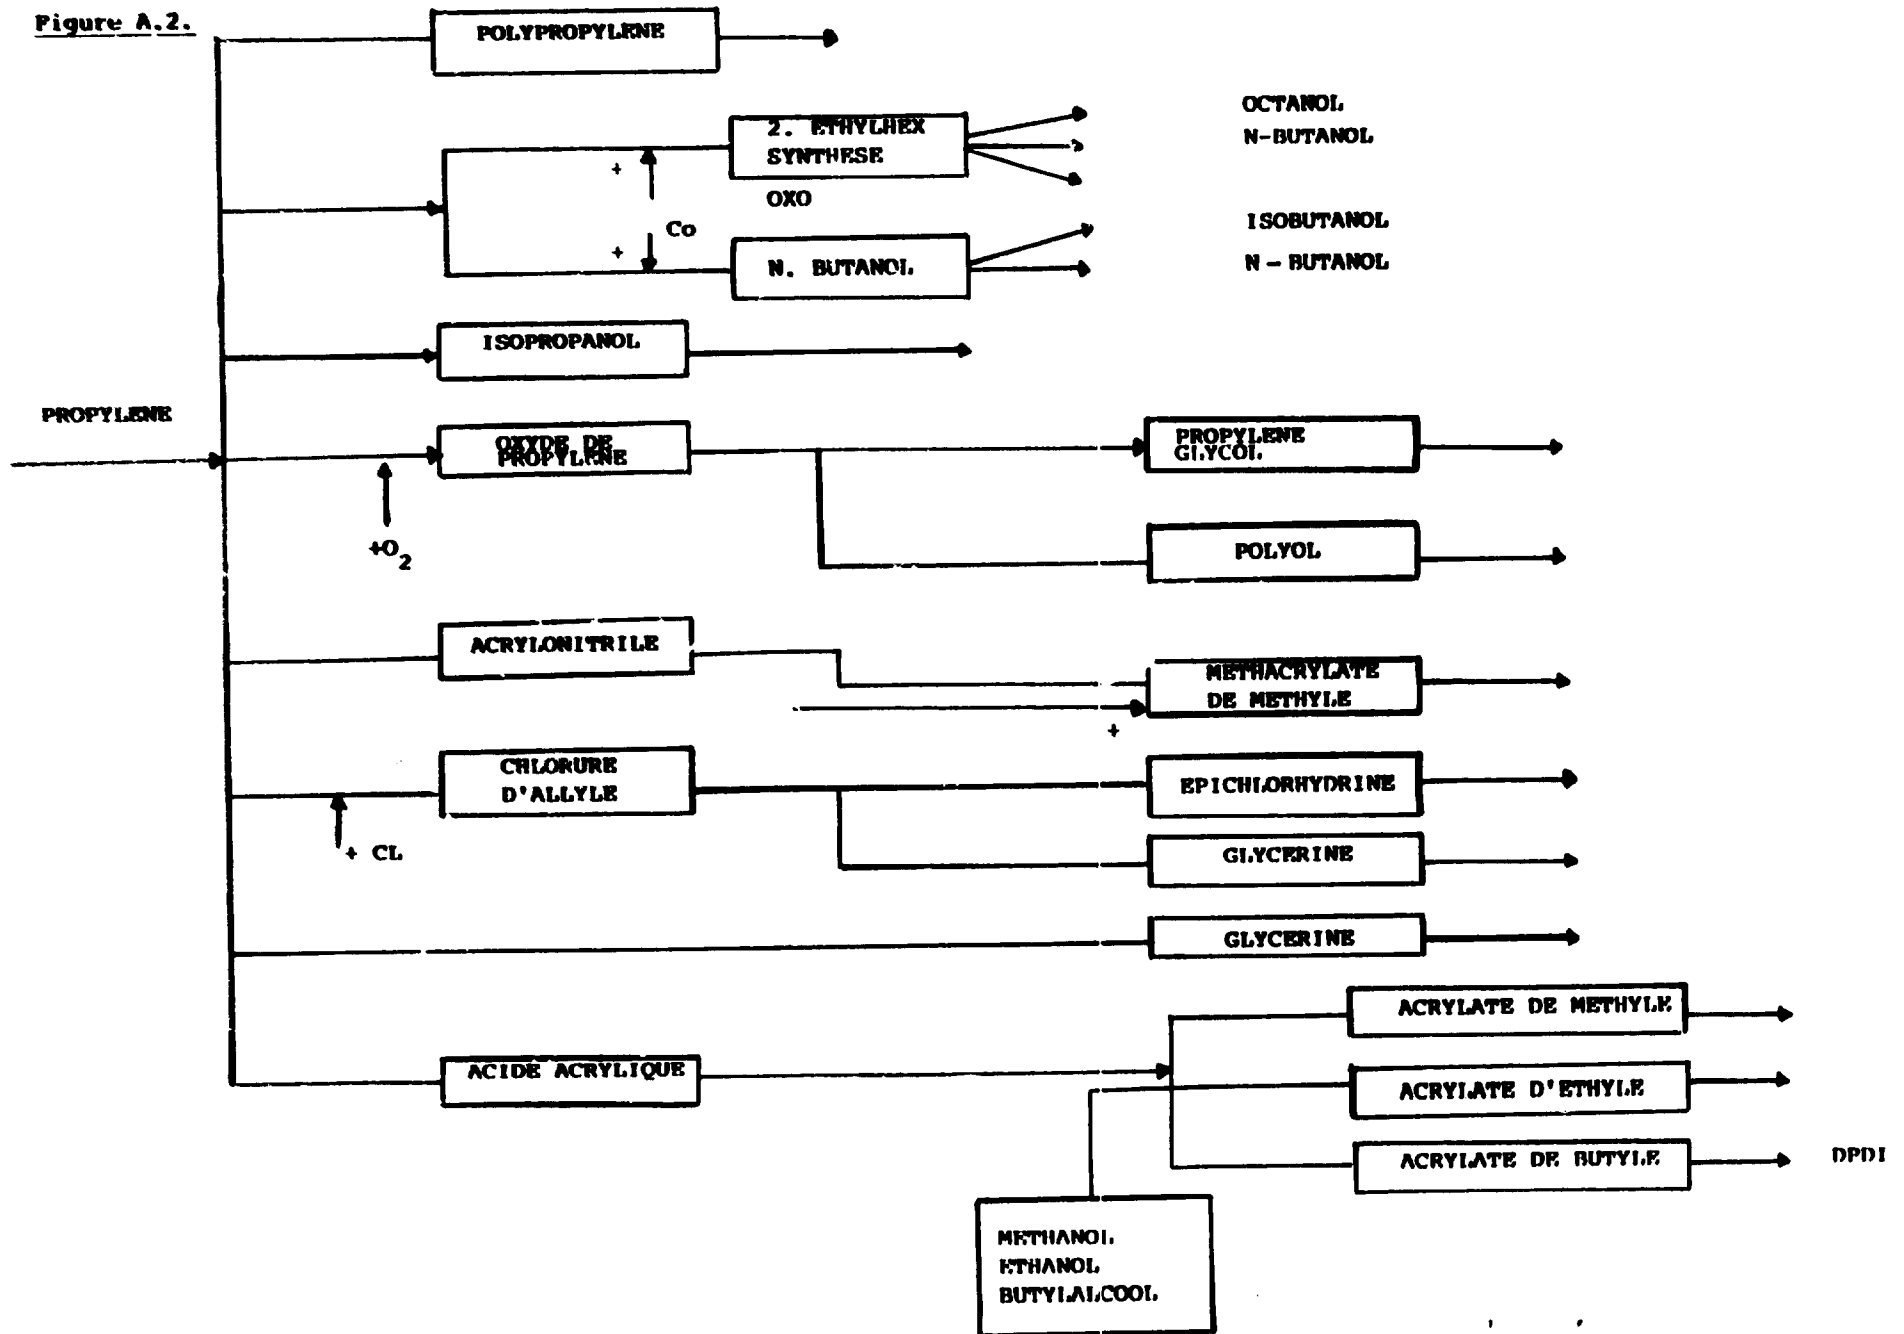 Figure A.2.
POLYPROPYLENE
2. ETHYLHEX
SYNTHESE
OXO
OCTANOL
N-BUTANOL
+
Co
+
N. BUTANOL
ISOBUTANOL
N - BUTANOL
ISOPROPANOL
PROPYLENE
OXYDE DE
PROPYLENE
+O2
PROPYLENE
GLYCOL
POLYOL
ACRYLONITRILE
METHACRYLATE
DE METHYLE
+
CHLORURE
D'ALLYLE
+ CL
EPICHLORHYDRINE
GLYCERINE
GLYCERINE
ACRYLATE DE METHYLE
ACIDE ACRYLIQUE
ACRYLATE D'ETHYLE
ACRYLATE DE BUTYLE
DPDI
METHANOL
ETHANOL
BUTYLALCOOL